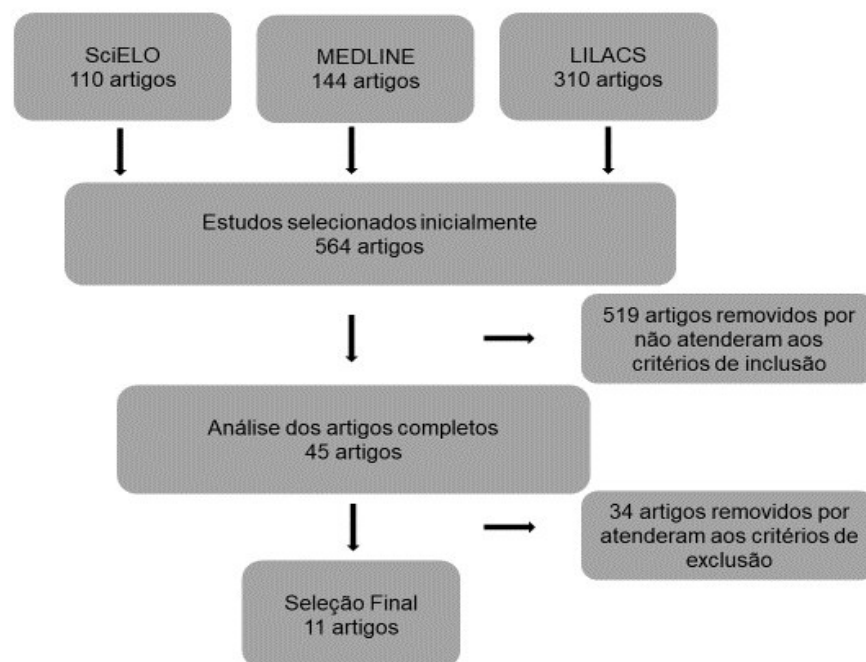 SciELO
110 artigos
MEDLINE
144 artigos
LILACS
310 artigos
Estudos selecionados inicialmente
564 artigos
519 artigos removidos por
não atenderam aos
critérios de inclusão
Análise dos artigos completos
45 artigos
34 artigos removidos por
atenderam aos critérios de
exclusão
Seleção Final
11 artigos